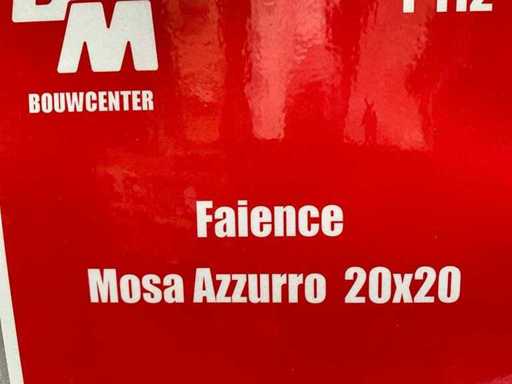 M
BOUWCENTER
Faience
Mosa Azzurro 20x20